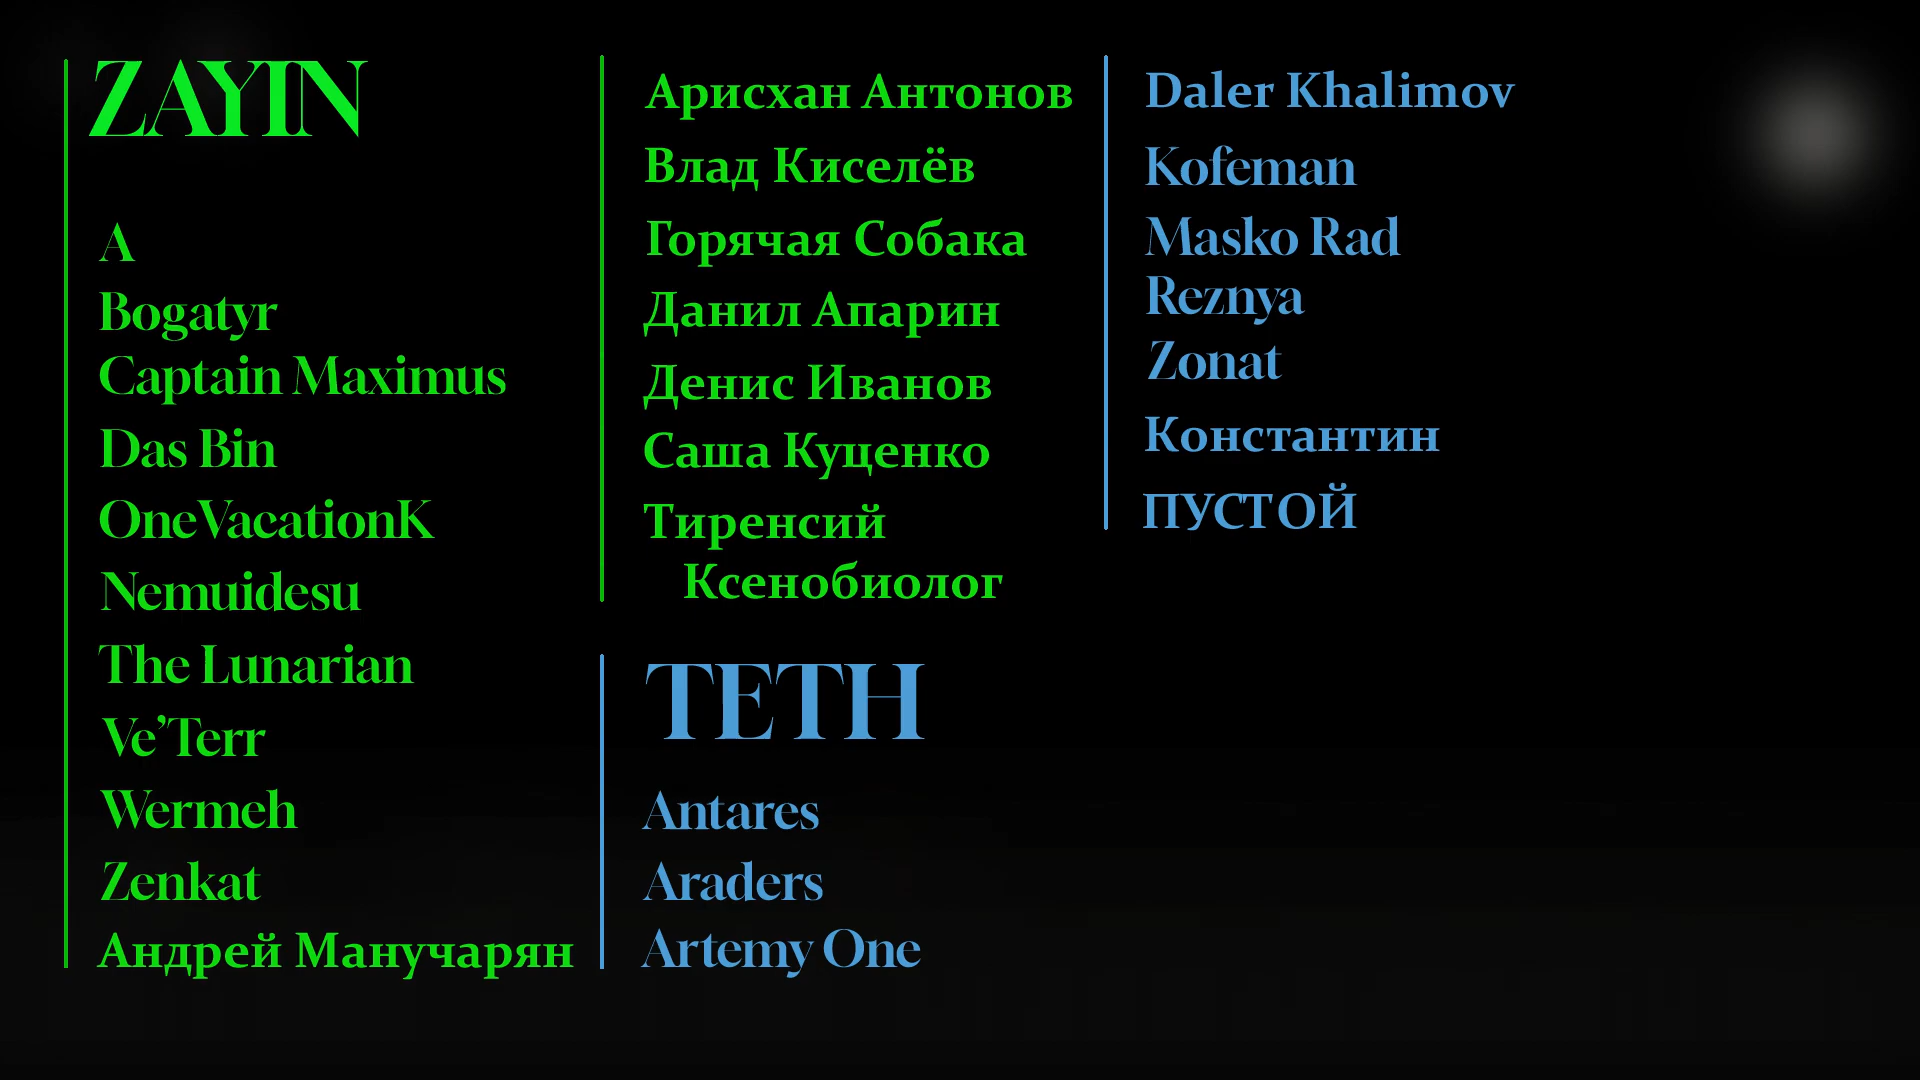 ZAYIN
A
Bogatyr
Captain Maximus
Das Bin
OneVacationK
Nemuidesu
The Lunarian
Ve’Terr
Wermeh
Zenkat
Андрей Манучарян
Арисхан Антонов
Влад Киселёв
Горячая Собака
Данил Апарин
Денис Иванов
Саша Куценко
Тиренсий
Ксенобиолог
TETH
Antares
Araders
Artemy One
Daler Khalimov
Kofeman
Masko Rad
Reznya
Zonat
Константин
ПУСТОЙ